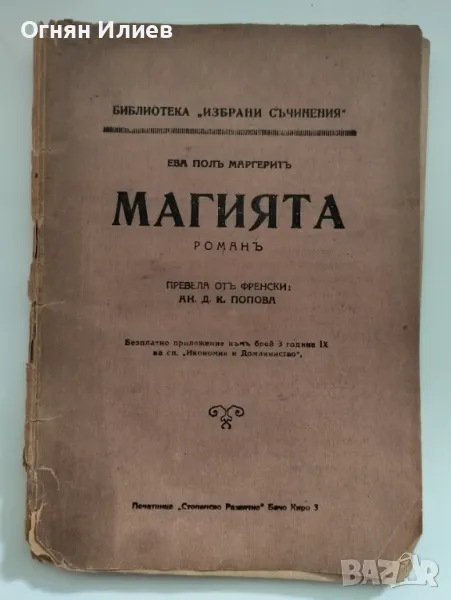 Огнян Илиев
БИБЛИОТЕКА „ИЗБРАНИ СЪЧИНЕНИЯ"
ЕВА ПОЛЪ МАРГЕРИТЪ
МАГИЯТА
РОМАНЪ
ПРЕВЕЛА ОТЪ ФРЕНСКИ:
АН. Д. К. ПОПОВА
Безплатно приложение къмъ брой 3 година IX
на сп. „Икономия и Домакинство".
Печатница „Стопанско Развитие" Бачо Киро 3
BAZAR